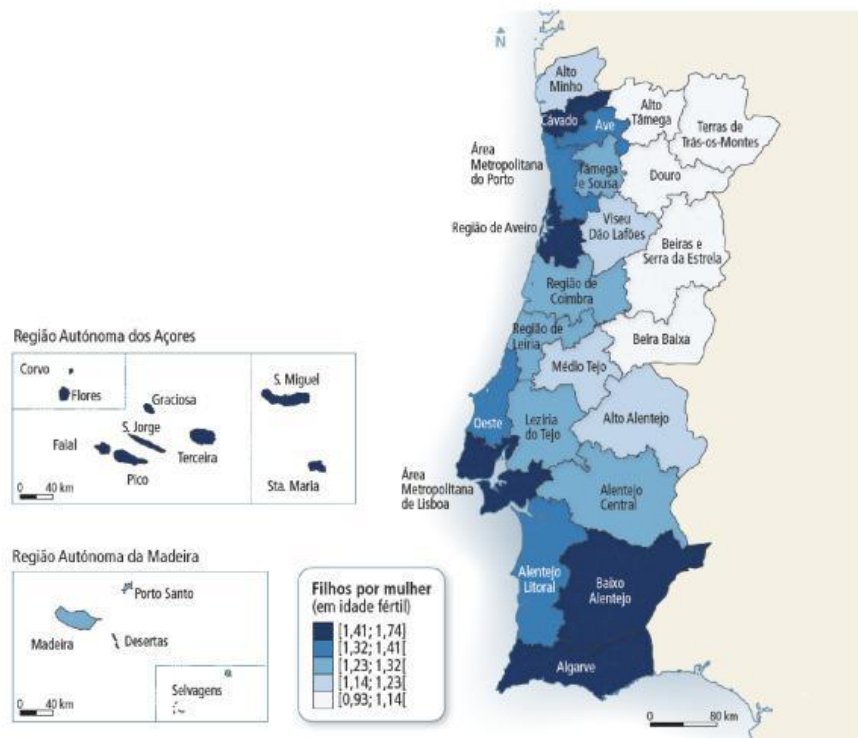 N
Alto
Minho
Cávado
Ave
Alto
Tâmega
Terras de
Trás-os-Montes
Área
Metropolitana
do Porto
Tâmega
e Sousa
Douro
Região de Aveiro
Viseu
Dão Lafões
Beiras e
Serra da Estrela
Região de
Coimbra
Região de
Leiria
Beira Baixa
Médio Tejo
Oeste
Lezíria
do Tejo
Alto Alentejo
Área
Metropolitana
de Lisboa
Alentejo
Central
Alentejo
Litoral
Baixo
Alentejo
Algarve
0 80 km
Região Autónoma dos Açores
Corvo
Flores
Graciosa
S. Jorge
Faial
Pico
Terceira
S. Miguel
Sta. Maria
0 40 km
Região Autónoma da Madeira
Porto Santo
Madeira
Desertas
Selvagens
0 40 km
Filhos por mulher
(em idade fértil)
[1,41; 1,74]
[1,32; 1,41[
[1,23; 1,32[
[1,14; 1,23[
[0,93; 1,14[